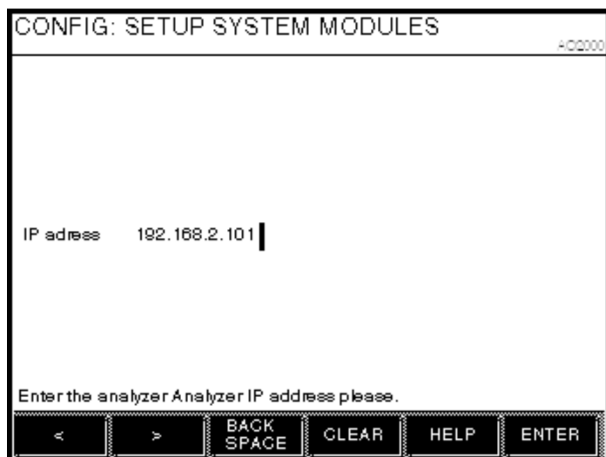 CONFIG: SETUP SYSTEM MODULES
AO2000
IP adress 192.168.2.101
Enter the analyzer Analyzer IP address please.
< > BACK SPACE CLEAR HELP ENTER